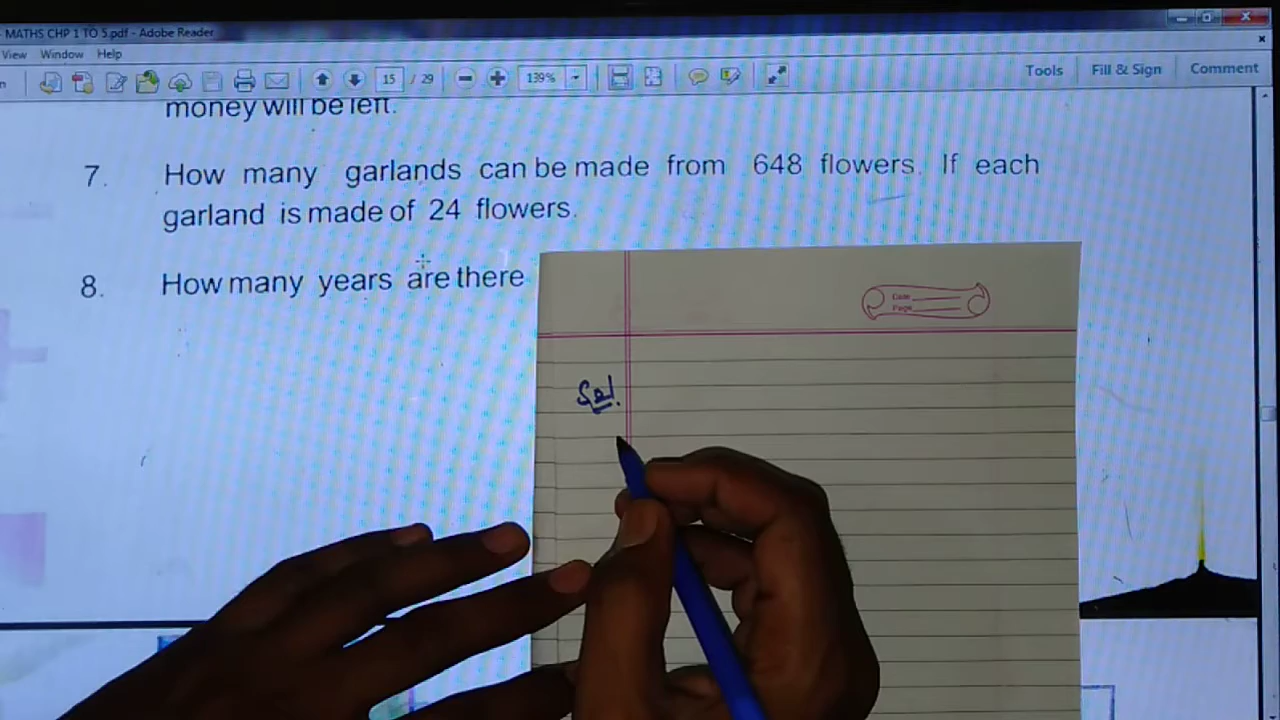 MATHS CHP 1 TO 5.pdf - Adobe Reader
View Window Help
15 / 29 139% Tools Fill & Sign Comment
money will be left.
7. How many garlands can be made from 648 flowers. If each
garland is made of 24 flowers.
8. How many years are there
Date
Page
Sol.